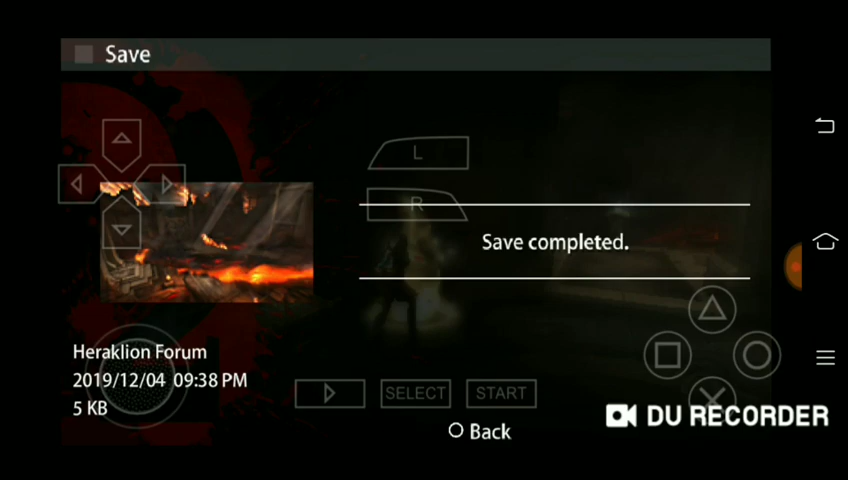 Save
L
R
Save completed.
Heraklion Forum
2019/12/04 09:38 PM
5 KB
SELECT
START
Back
DU RECORDER